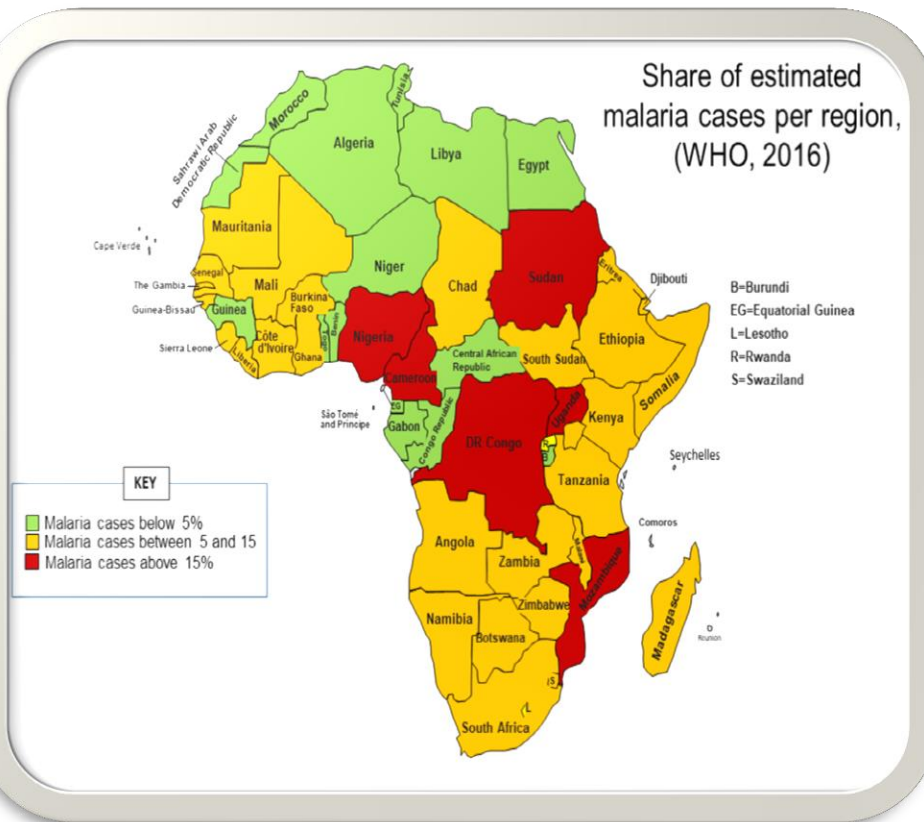 Share of estimated
malaria cases per region,
(WHO, 2016)
Tunisia
Morocco
Algeria
Libya
Egypt
Sahrawi Arab
Democratic Republic
Mauritania
Cape Verde
Mali
Niger
Chad
Sudan
Eritrea
Djibouti
Senegal
The Gambia
Guinea-Bissau
Guinea
Sierra Leone
Liberia
Burkina
Faso
Côte
d'Ivoire
Ghana
Togo
Benin
Nigeria
Cameroon
Central African
Republic
South Sudan
Ethiopia
Somalia
B=Burundi
EG=Equatorial Guinea
L=Lesotho
R=Rwanda
S=Swaziland
São Tomé
and Principe
EG
Gabon
Congo Republic
DR Congo
Uganda
Kenya
R
B
Tanzania
Seychelles
Comoros
KEY
Malaria cases below 5%
Malaria cases between 5 and 15
Malaria cases above 15%
Angola
Zambia
Malawi
Mozambique
Zimbabwe
Namibia
Botswana
Madagascar
Reunion
S
L
South Africa